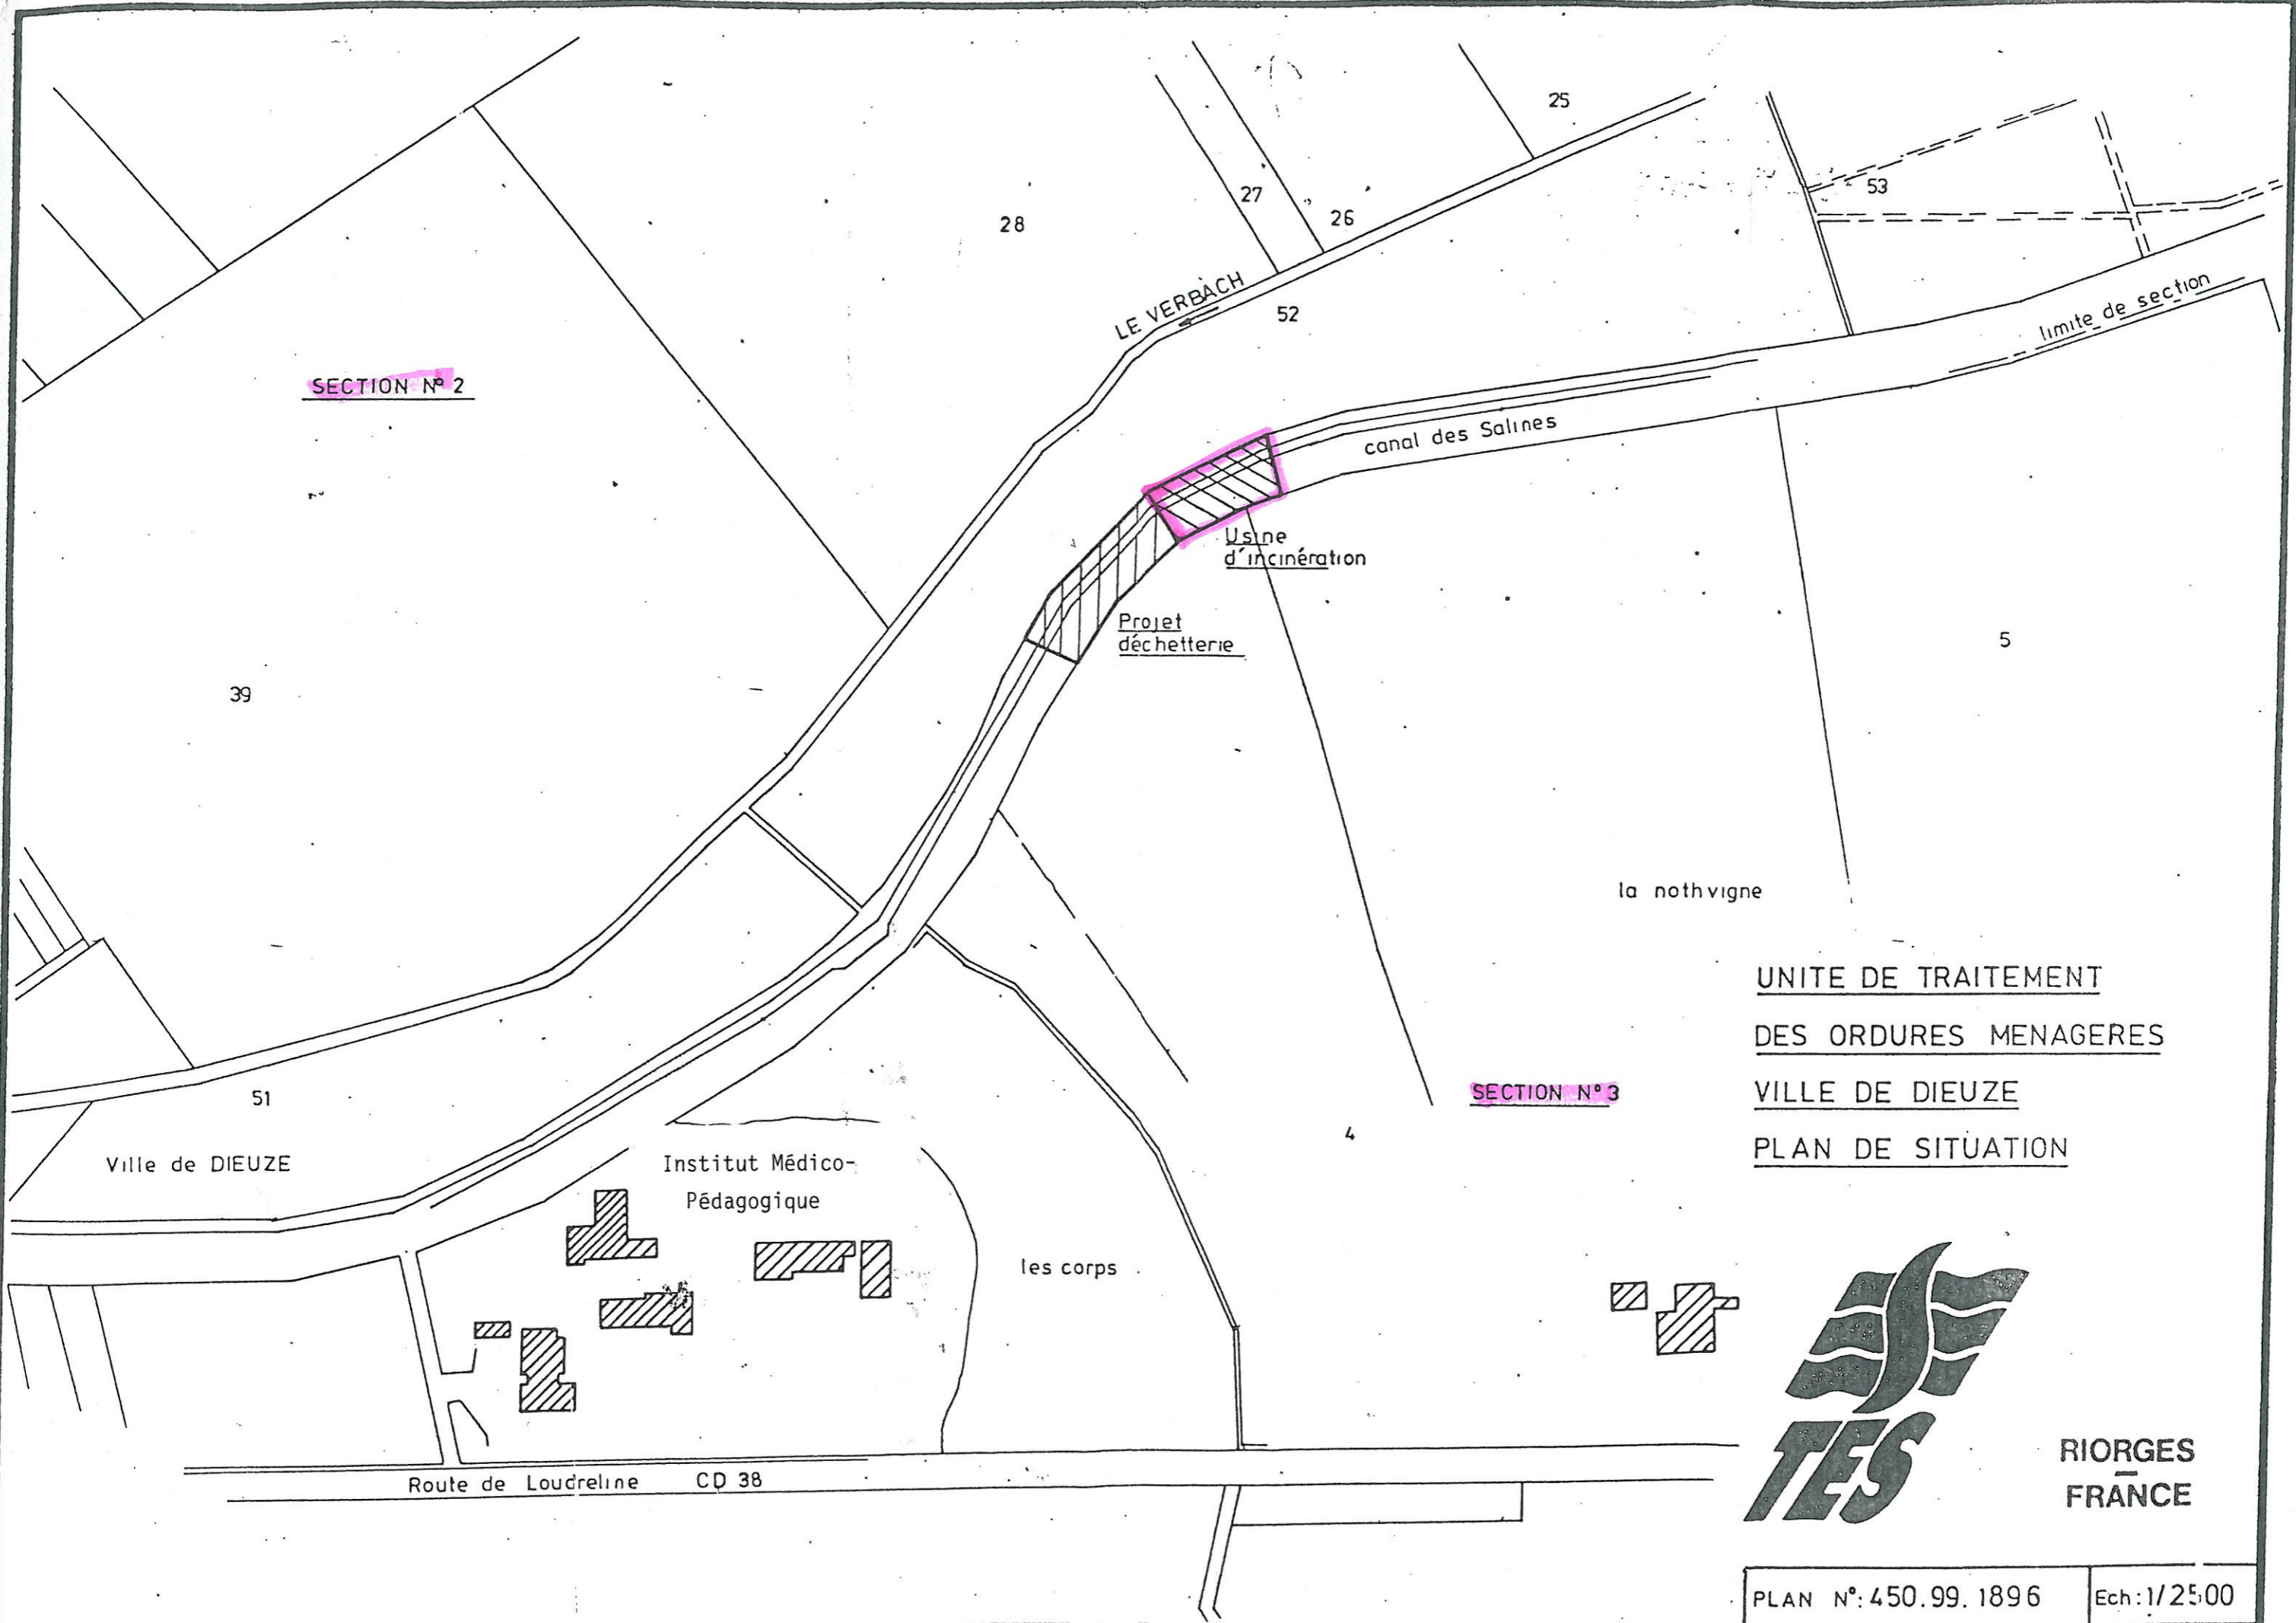 25
53
27
26
28
LE VERBACH
52
limite de section
SECTION N° 2
canal des Salines
Usine
d'incinération
Projet
déchetterie
5
39
la nothvigne
UNITE DE TRAITEMENT
DES ORDURES MENAGERES
VILLE DE DIEUZE
PLAN DE SITUATION
SECTION N° 3
51
4
Ville de DIEUZE
Institut Médico-
Pédagogique
les corps
TES
RIORGES
FRANCE
Route de Loudreline CD 38
PLAN N°: 450.99.1896
Ech: 1/2500